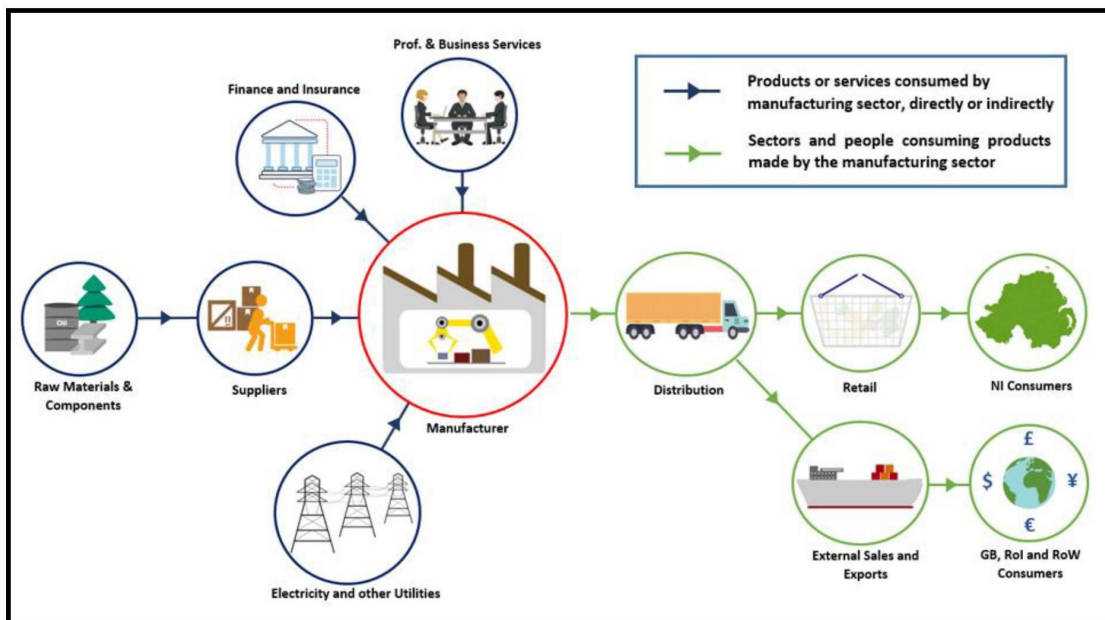 Prof. & Business Services
Finance and Insurance
Products or services consumed by
manufacturing sector, directly or indirectly
Sectors and people consuming products
made by the manufacturing sector
Oil
Raw Materials &
Components
Suppliers
Manufacturer
Distribution
Retail
NI Consumers
Electricity and other Utilities
£
$
¥
€
External Sales and
Exports
GB, RoI and RoW
Consumers